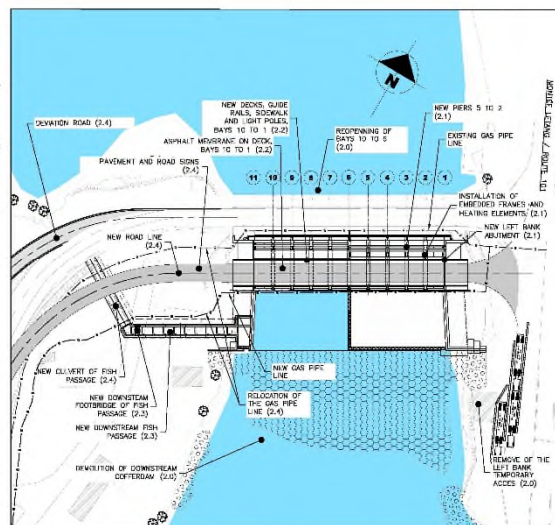 N
DEVIATION ROAD (2.4)
NEW DECKS, GUIDE
RAILS, SIDEWALK
AND LIGHT POLES,
BAYS 10 TO 1 (2.2)
ASPHALT MENBRANE ON DECK,
BAYS 10 TO 1 (2.2)
PAVEMENT AND ROAD SIGNS
(2.4)
REOPENNING OF
BAYS 10 TO 6
(2.0)
NEW PIERS 5 TO 2
(2.1)
EXISTING GAS PIPE
LINE
11 10 9 8 7 6 5 4 3 2 1
INSTALLATION OF
EMBEDDED FRAMES AND
HEATING ELEMENTS (2.1)
NEW LEFT BANK
ABUTMENT (2.1)
NEW ROAD LINE
(2.4)
NEW CULVERT OF FISH
PASSAGE (2.4)
NEW DOWNSTEAM
FOOTBRIDGE OF FISH
PASSAGE (2.3)
NEW DOWNSTREAM FISH
PASSAGE (2.3)
NEW GAS PIPE
LINE
RELOCATION OF
THE GAS PIPE
LINE (2.4)
DEMOLITION OF DOWNSTREAM
COFFERDAM (2.0)
REMOVE OF THE
LEFT BANK
TEMPORARY
ACCES (2.0)
/ ROUTE 101